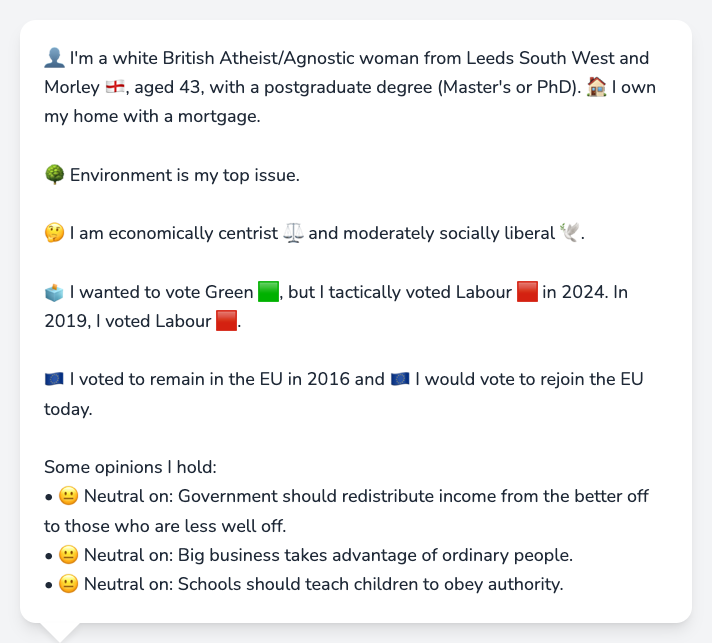 👤 I'm a white British Atheist/Agnostic woman from Leeds South West and
Morley 🏴󠁧󠁢󠁥󠁮󠁧󠁿, aged 43, with a postgraduate degree (Master's or PhD). 🏠 I own
my home with a mortgage.
🌳 Environment is my top issue.
🤔 I am economically centrist ⚖️ and moderately socially liberal 🕊️.
🗳️ I wanted to vote Green 🟩, but I tactically voted Labour 🟥 in 2024. In
2019, I voted Labour 🟥.
🇪🇺 I voted to remain in the EU in 2016 and 🇪🇺 I would vote to rejoin the EU
today.
Some opinions I hold:
• 😐 Neutral on: Government should redistribute income from the better off
to those who are less well off.
• 😐 Neutral on: Big business takes advantage of ordinary people.
• 😐 Neutral on: Schools should teach children to obey authority.